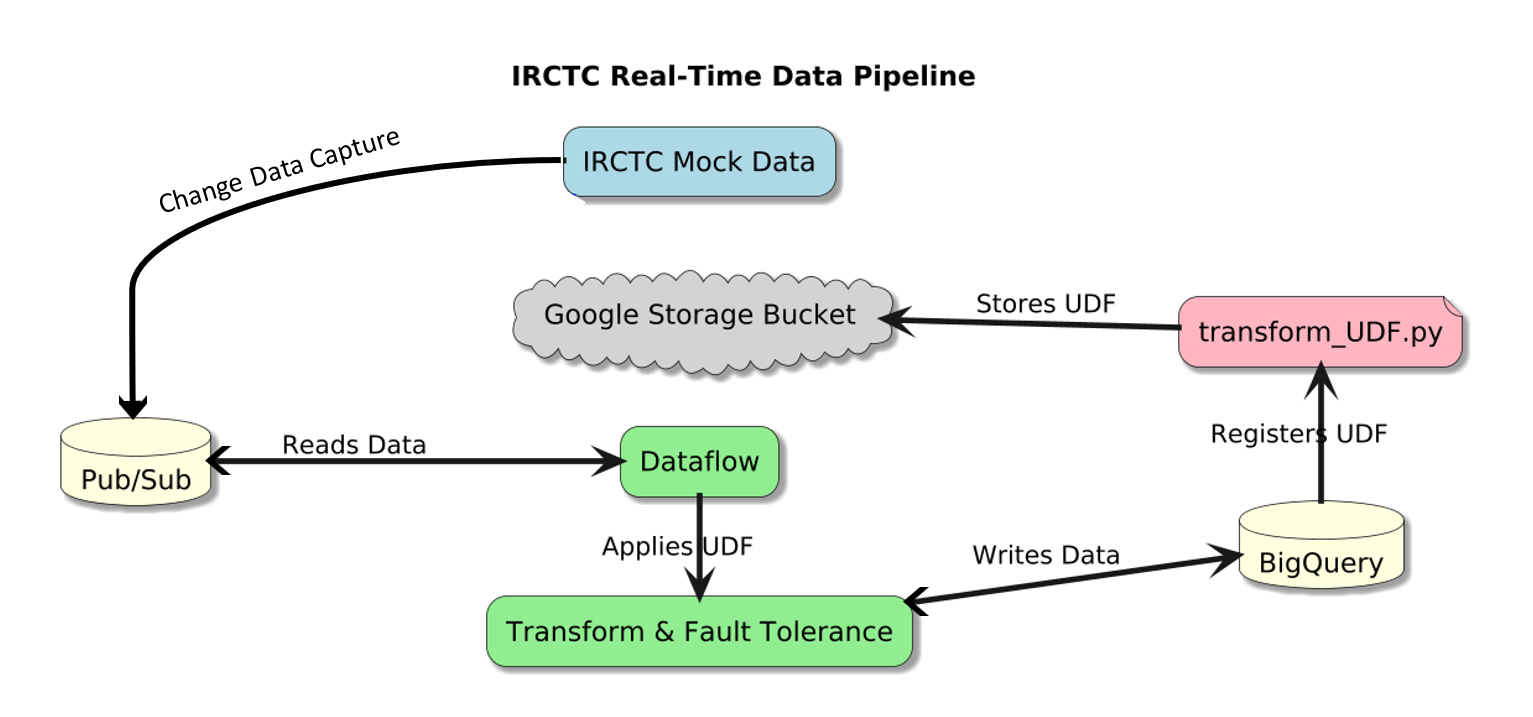 IRCTC Real-Time Data Pipeline
Change Data Capture
IRCTC Mock Data
Google Storage Bucket
Stores UDF
transform_UDF.py
Registers UDF
Pub/Sub
Reads Data
Dataflow
Applies UDF
Writes Data
BigQuery
Transform & Fault Tolerance